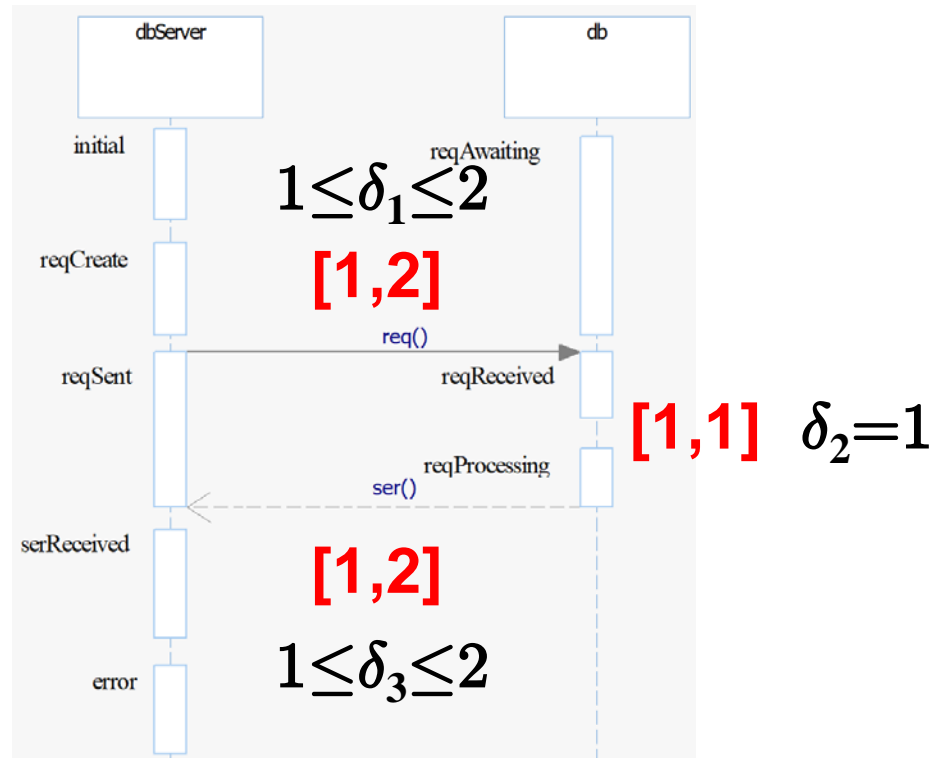 dbServer
db
initial
reqAwaiting
1≤δ₁≤2
reqCreate
[1,2]
req()
reqSent
reqReceived
[1,1] δ₂=1
reqProcessing
ser()
serReceived
[1,2]
1≤δ₃≤2
error